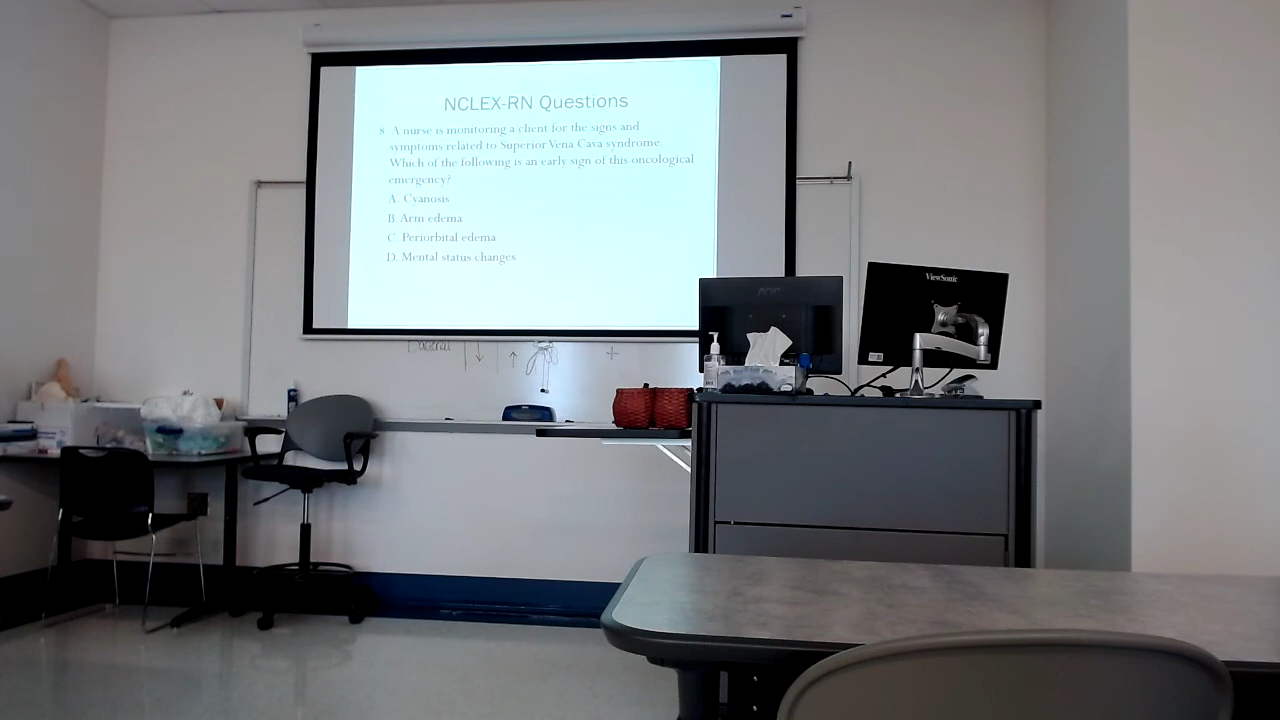 NCLEX-RN Questions
8. A nurse is monitoring a client for the signs and
symptoms related to Superior Vena Cava syndrome.
Which of the following is an early sign of this oncological
emergency?
A. Cyanosis
B. Arm edema
C. Periorbital edema
D. Mental status changes
AOC
ViewSonic
Bacterial